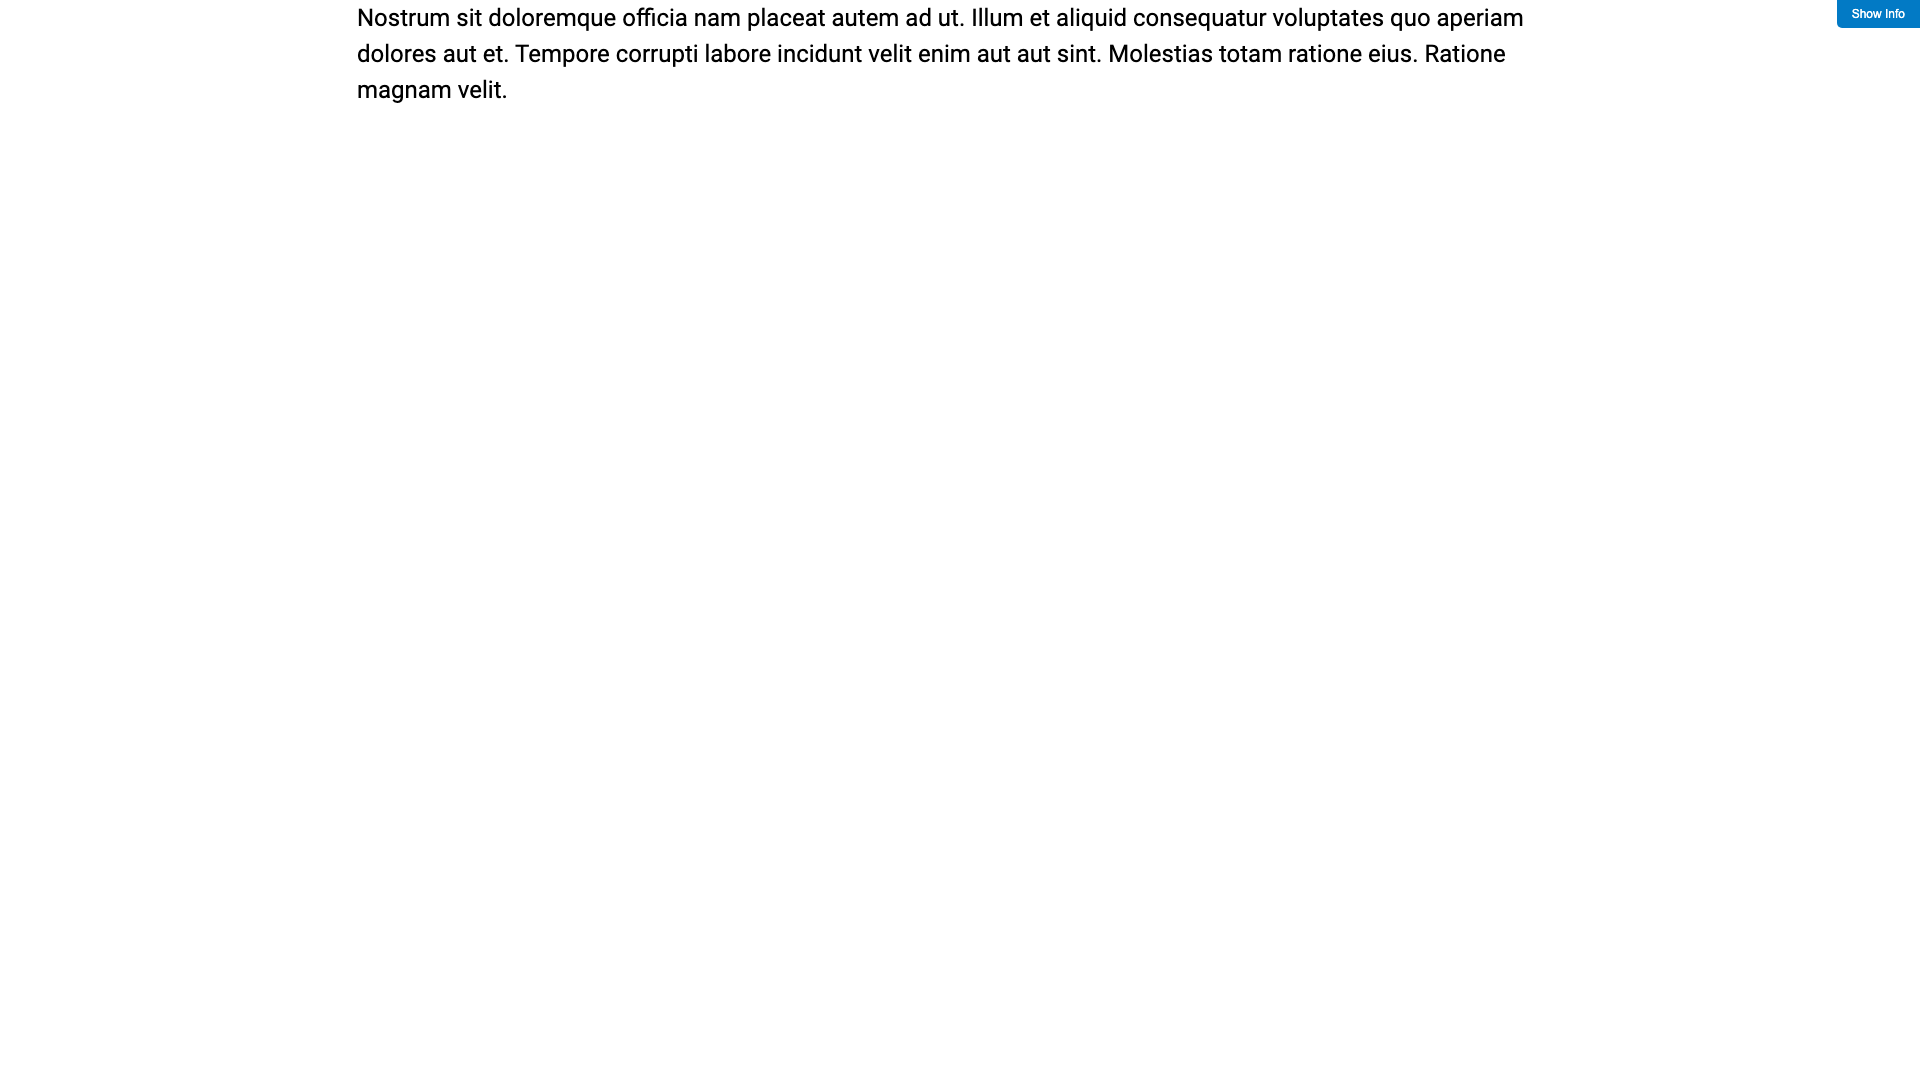 Nostrum sit doloremque officia nam placeat autem ad ut. Illum et aliquid consequatur voluptates quo aperiam
dolores aut et. Tempore corrupti labore incidunt velit enim aut aut sint. Molestias totam ratione eius. Ratione
magnam velit.
Show Info